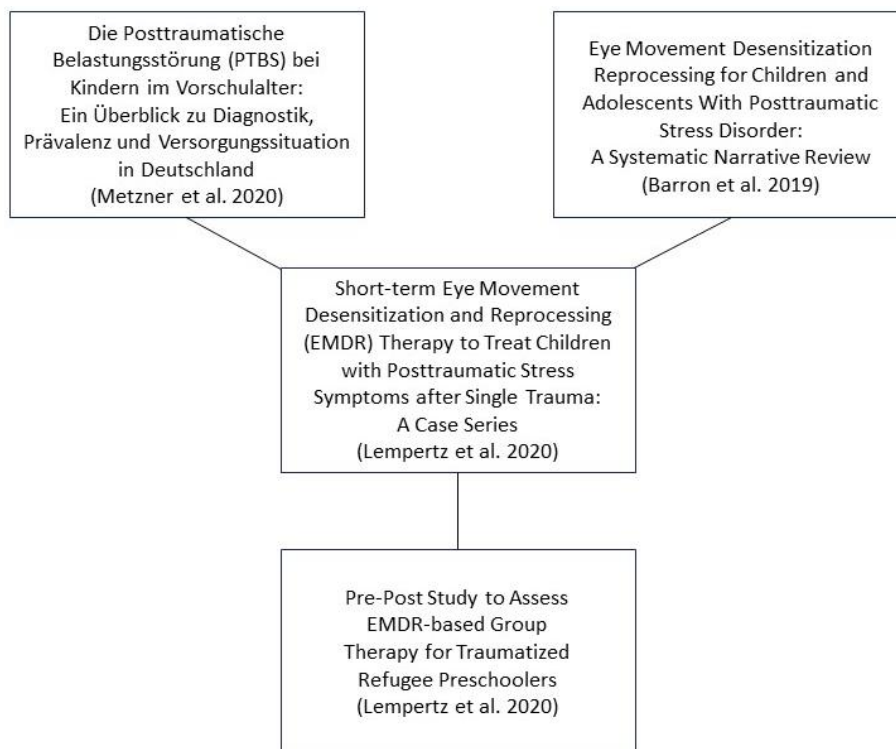 Die Posttraumatische
Belastungsstörung (PTBS) bei
Kindern im Vorschulalter:
Ein Überblick zu Diagnostik,
Prävalenz und Versorgungssituation
in Deutschland
(Metzner et al. 2020)
Eye Movement Desensitization
Reprocessing for Children and
Adolescents With Posttraumatic
Stress Disorder:
A Systematic Narrative Review
(Barron et al. 2019)
Short-term Eye Movement
Desensitization and Reprocessing
(EMDR) Therapy to Treat Children
with Posttraumatic Stress
Symptoms after Single Trauma:
A Case Series
(Lempertz et al. 2020)
Pre-Post Study to Assess
EMDR-based Group
Therapy for Traumatized
Refugee Preschoolers
(Lempertz et al. 2020)